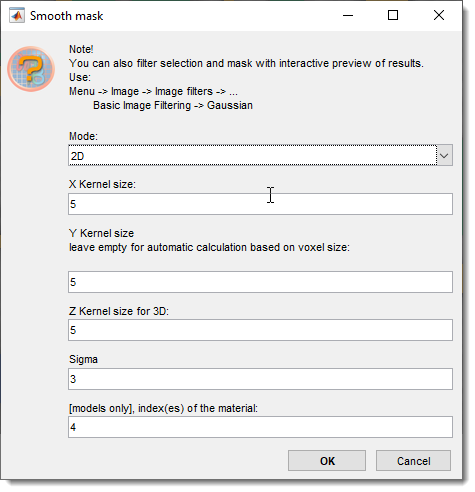 Smooth mask
Note!
You can also filter selection and mask with interactive preview of results.
Use:
Menu -> Image -> Image filters -> ...
Basic Image Filtering -> Gaussian
Mode:
2D
X Kernel size:
5
Y Kernel size
leave empty for automatic calculation based on voxel size:
5
Z Kernel size for 3D:
5
Sigma
3
[models only], index(es) of the material:
4
OK Cancel